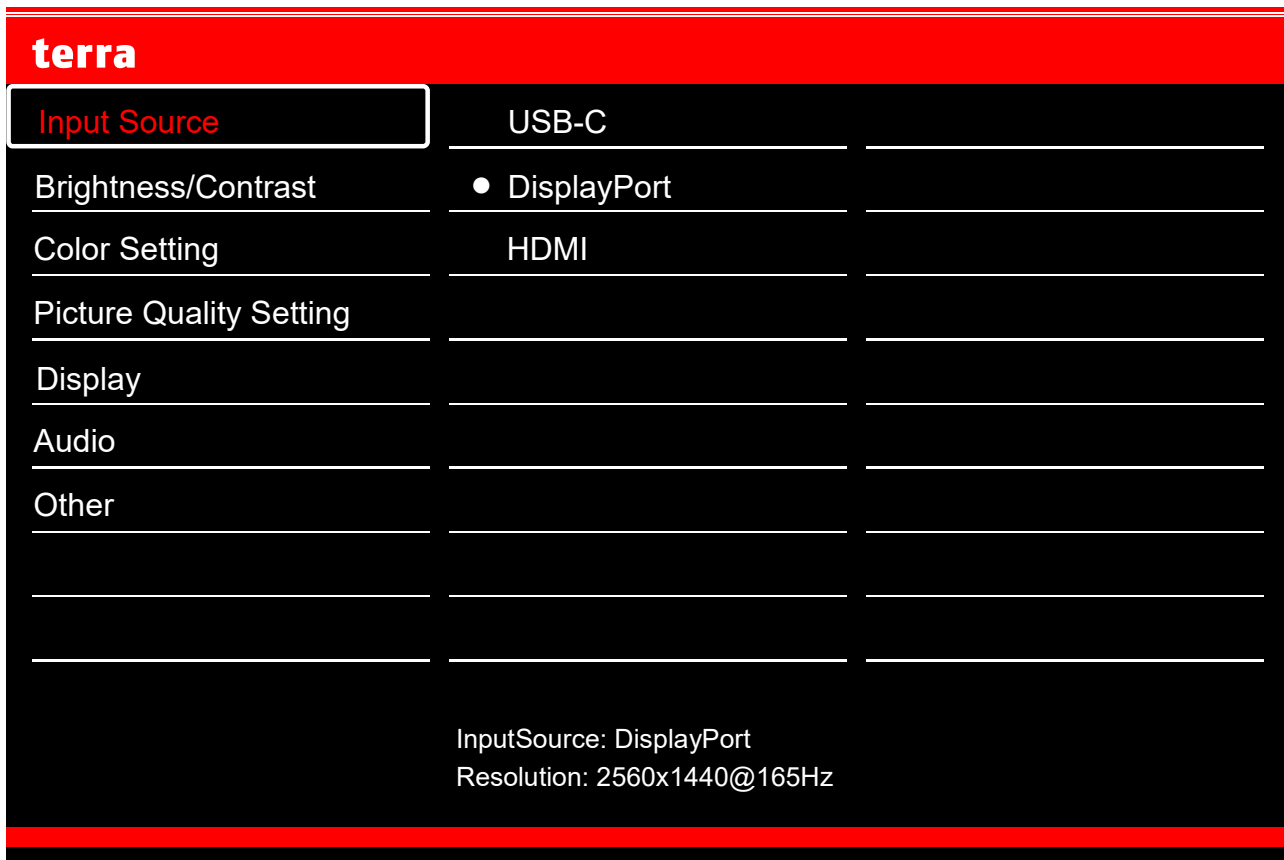 terra
Input Source
USB-C
Brightness/Contrast
DisplayPort
Color Setting
HDMI
Picture Quality Setting
Display
Audio
Other
InputSource: DisplayPort
Resolution: 2560x1440@165Hz